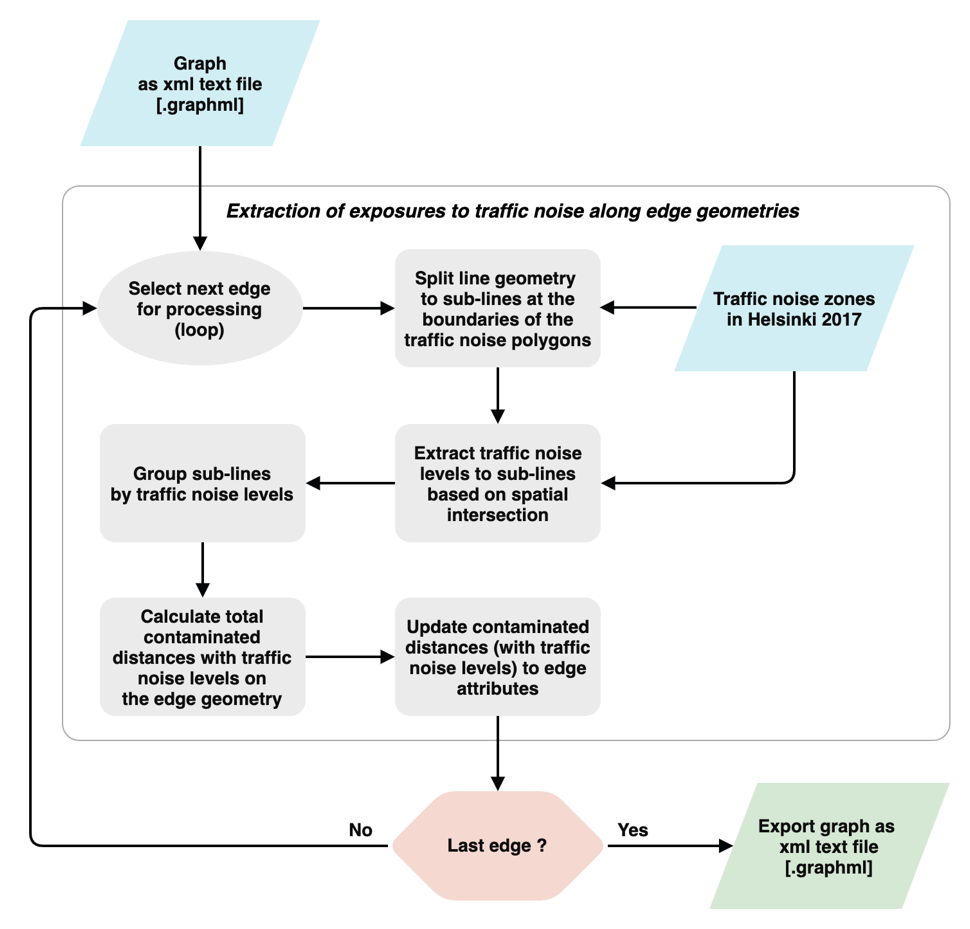 Graph
as xml text file
[.graphml]
Extraction of exposures to traffic noise along edge geometries
Select next edge
for processing
(loop)
Split line geometry
to sub-lines at the
boundaries of the
traffic noise polygons
Traffic noise zones
in Helsinki 2017
Group sub-lines
by traffic noise levels
Extract traffic noise
levels to sub-lines
based on spatial
intersection
Calculate total
contaminated
distances with traffic
noise levels on
the edge geometry
Update contaminated
distances (with traffic
noise levels) to edge
attributes
No
Last edge ?
Yes
Export graph as
xml text file
[.graphml]